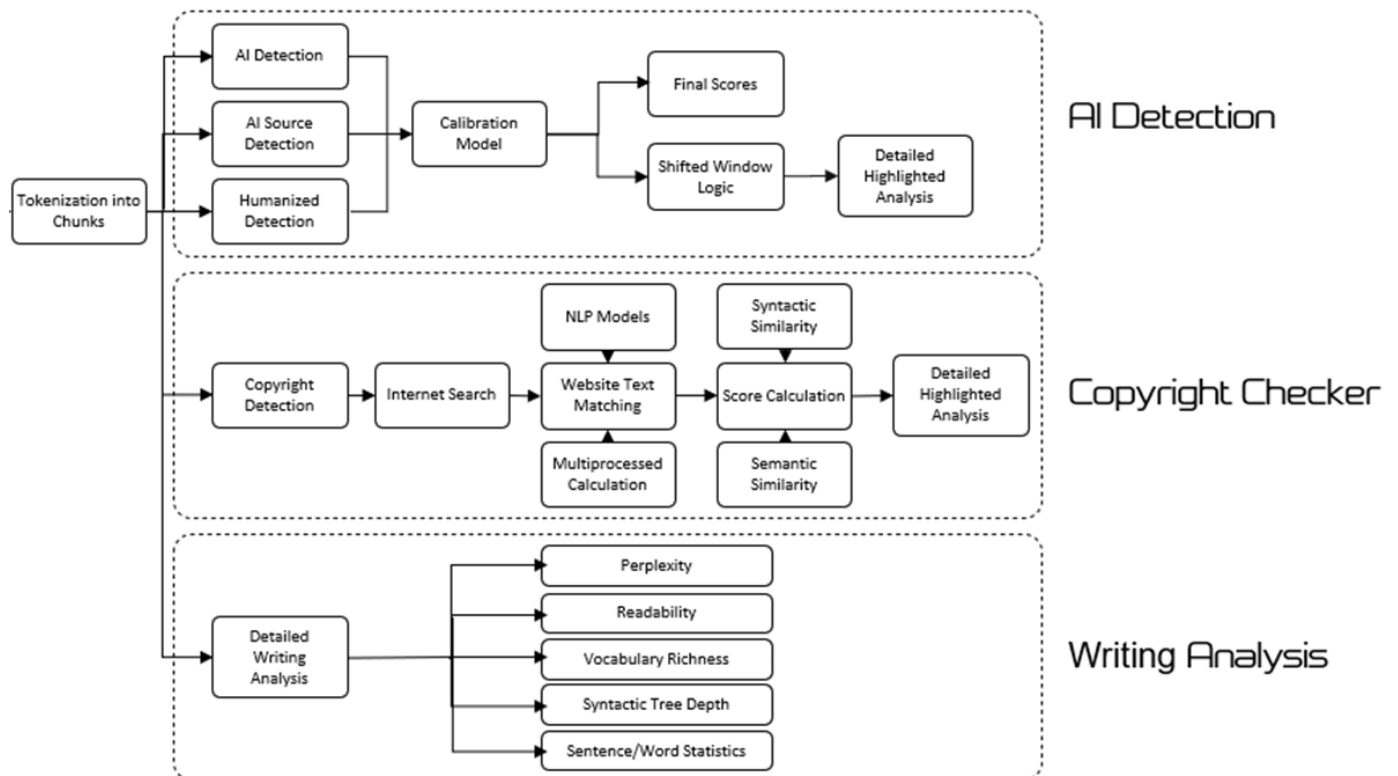 AI Detection
AI Source
Detection
Humanized
Detection
Tokenization into
Chunks
Calibration
Model
Final Scores
Shifted Window
Logic
Detailed
Highlighted
Analysis
AI Detection
Copyright
Detection
Internet Search
NLP Models
Website Text
Matching
Multiprocessed
Calculation
Syntactic
Similarity
Score Calculation
Semantic
Similarity
Detailed
Highlighted
Analysis
Copyright Checker
Detailed
Writing
Analysis
Perplexity
Readability
Vocabulary Richness
Syntactic Tree Depth
Sentence/Word Statistics
Writing Analysis